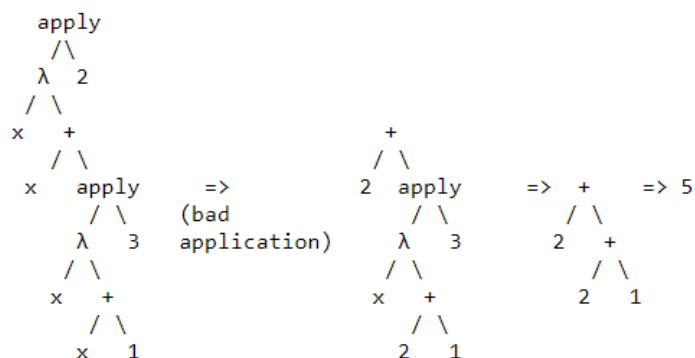 apply
/\
λ 2
/ \
x + +
/ \ / \
x apply => 2 apply => + => 5
/ \ (bad / \ / \
λ 3 application) λ 3 2 +
/ \ / \ / \
x + x + 2 1
/ \ / \
x 1 2 1